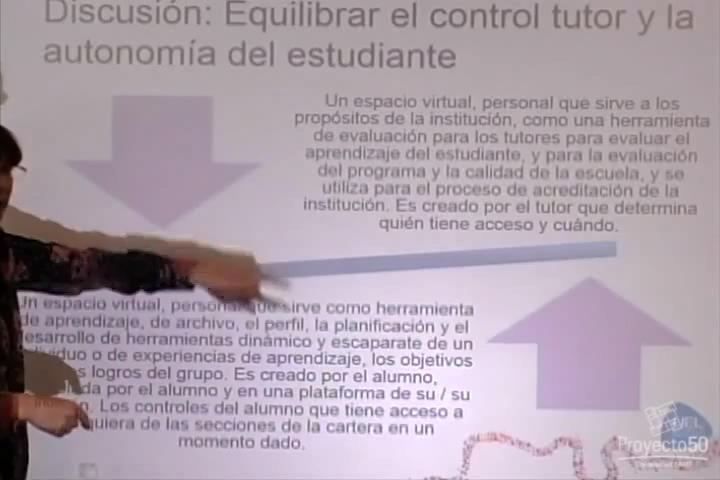 Discusión: Equilibrar el control tutor y la
autonomía del estudiante
Un espacio virtual, personal que sirve a los
propósitos de la institución, como una herramienta
de evaluación para los tutores para evaluar el
aprendizaje del estudiante, y para la evaluación
del programa y la calidad de la escuela, y se
utiliza para el proceso de acreditación de la
institución. Es creado por el tutor que determina
quién tiene acceso y cuándo.
Un espacio virtual, personal que sirve como herramienta
de aprendizaje, de archivo, el perfil, la planificación y el
desarrollo de herramientas dinámico y escaparate de un
individuo o de experiencias de aprendizaje, los objetivos
logros del grupo. Es creado por el alumno,
por el alumno y en una plataforma de su / su
Los controles del alumno que tiene acceso a
de las secciones de la cartera en un
momento dado.
Proyecto50